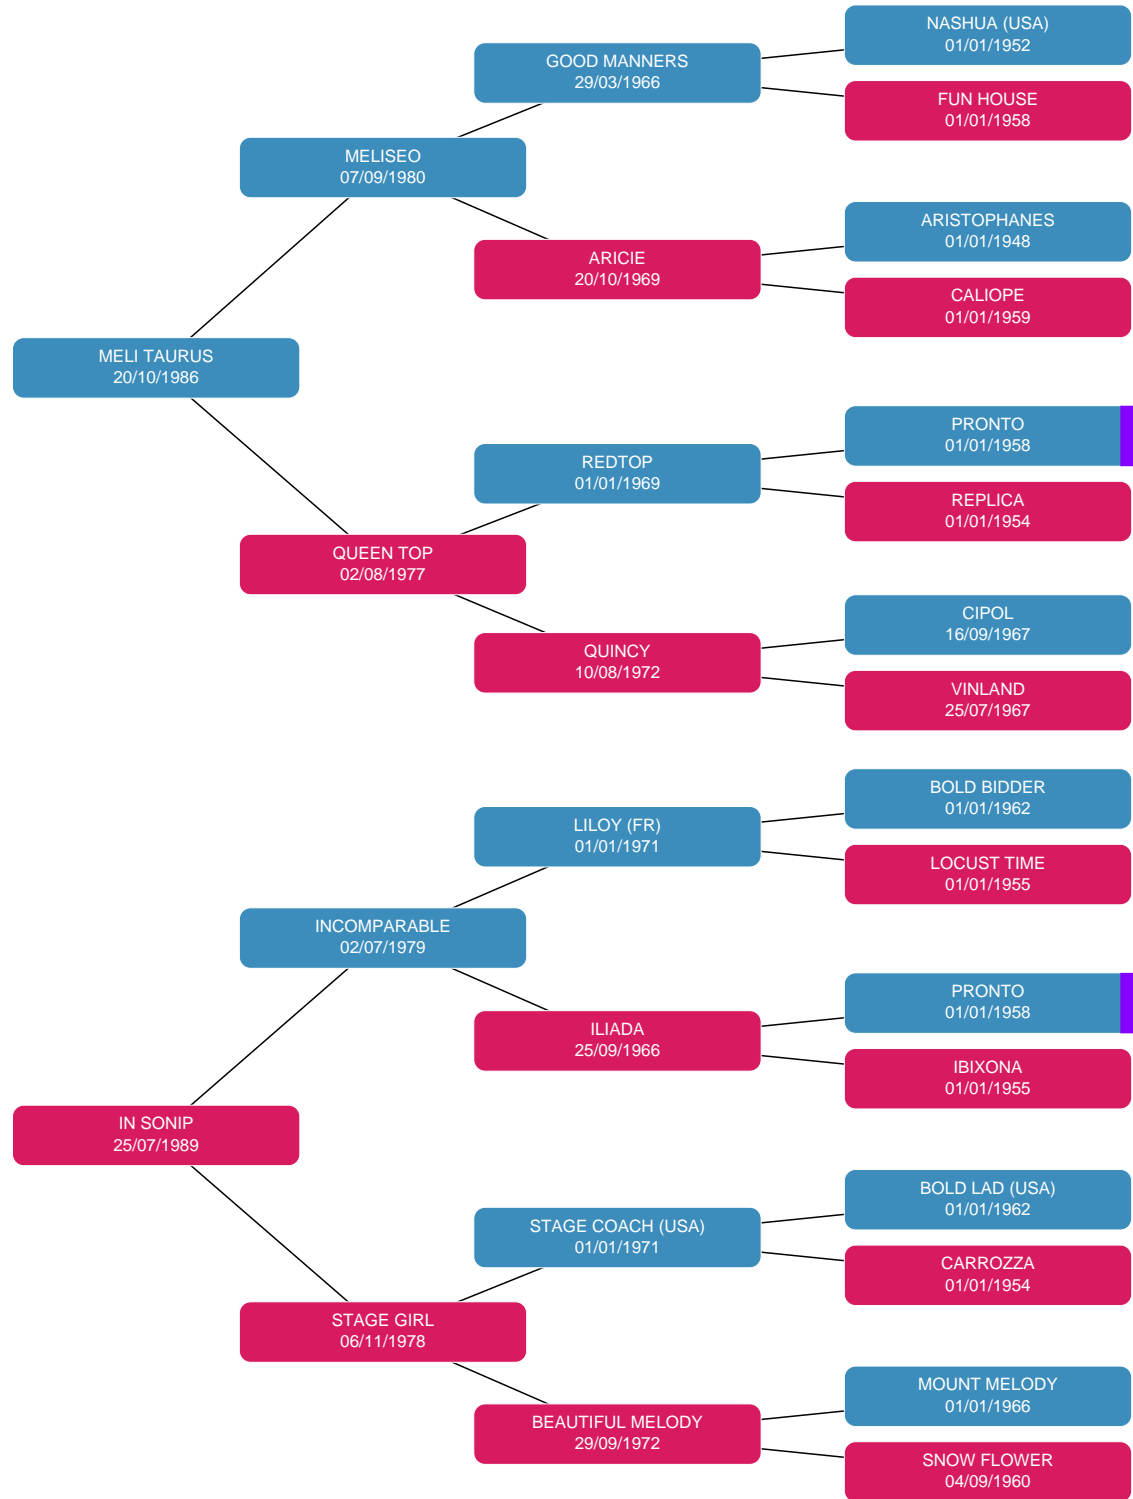 NASHUA (USA)
01/01/1952
GOOD MANNERS
29/03/1966
FUN HOUSE
01/01/1958
MELISEO
07/09/1980
ARISTOPHANES
01/01/1948
ARICIE
20/10/1969
CALIOPE
01/01/1959
MELI TAURUS
20/10/1986
PRONTO
01/01/1958
REDTOP
01/01/1969
REPLICA
01/01/1954
QUEEN TOP
02/08/1977
CIPOL
16/09/1967
QUINCY
10/08/1972
VINLAND
25/07/1967
BOLD BIDDER
01/01/1962
LILOY (FR)
01/01/1971
LOCUST TIME
01/01/1955
INCOMPARABLE
02/07/1979
PRONTO
01/01/1958
ILIADA
25/09/1966
IBIXONA
01/01/1955
IN SONIP
25/07/1989
BOLD LAD (USA)
01/01/1962
STAGE COACH (USA)
01/01/1971
CARROZZA
01/01/1954
STAGE GIRL
06/11/1978
MOUNT MELODY
01/01/1966
BEAUTIFUL MELODY
29/09/1972
SNOW FLOWER
04/09/1960